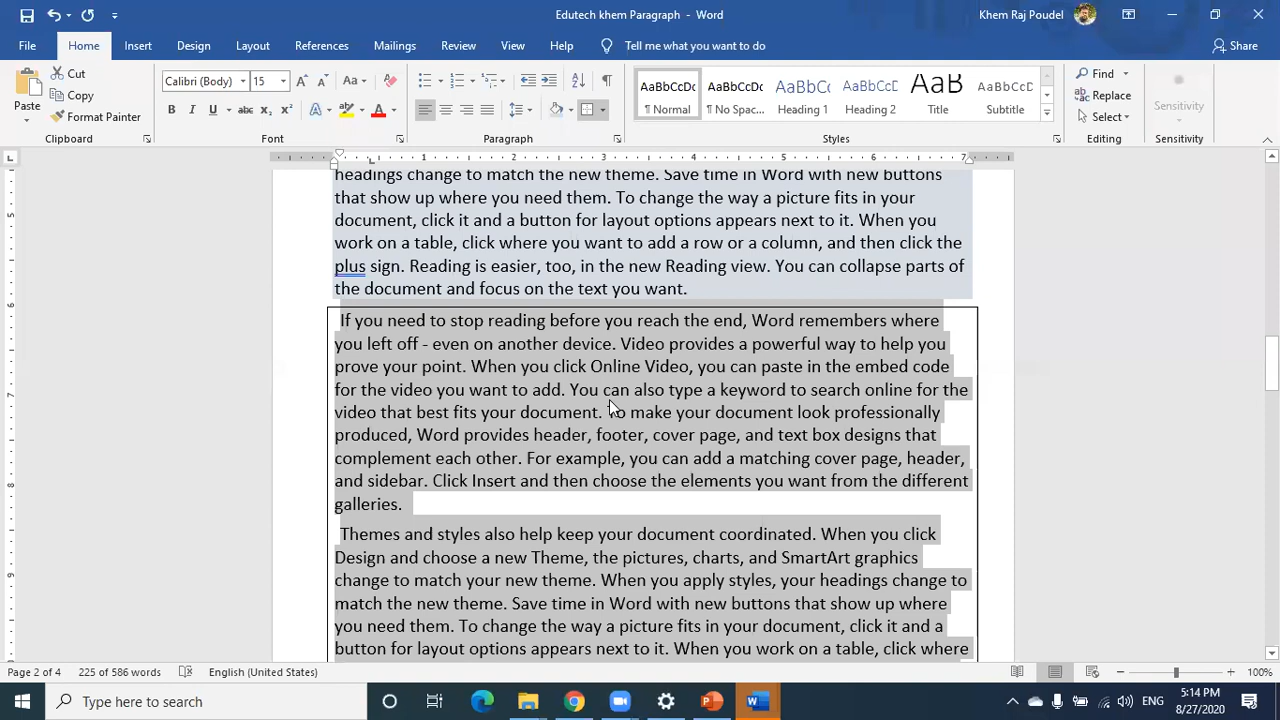 Edutech khem Paragraph - Word
Khem Raj Poudel
File Home Insert Design Layout References Mailings Review View Help Tell me what you want to do Share
Paste
Cut
Copy
Format Painter
Clipboard
Calibri (Body) 15
Font
Paragraph
AaBbCcDc AaBbCcDc AaBbCc AaBbCcD AaB AaBbCcD
¶ Normal ¶ No Spac... Heading 1 Heading 2 Title Subtitle
Styles
Find
Replace
Select
Editing
Sensitivity
Sensitivity
1 2 3 4 5 6 7
headings change to match the new theme. Save time in Word with new buttons
that show up where you need them. To change the way a picture fits in your
document, click it and a button for layout options appears next to it. When you
work on a table, click where you want to add a row or a column, and then click the
plus sign. Reading is easier, too, in the new Reading view. You can collapse parts of
the document and focus on the text you want.
If you need to stop reading before you reach the end, Word remembers where
you left off - even on another device. Video provides a powerful way to help you
prove your point. When you click Online Video, you can paste in the embed code
for the video you want to add. You can also type a keyword to search online for the
video that best fits your document. To make your document look professionally
produced, Word provides header, footer, cover page, and text box designs that
complement each other. For example, you can add a matching cover page, header,
and sidebar. Click Insert and then choose the elements you want from the different
galleries.
Themes and styles also help keep your document coordinated. When you click
Design and choose a new Theme, the pictures, charts, and SmartArt graphics
change to match your new theme. When you apply styles, your headings change to
match the new theme. Save time in Word with new buttons that show up where
you need them. To change the way a picture fits in your document, click it and a
button for layout options appears next to it. When you work on a table, click where
Page 2 of 4 225 of 586 words English (United States) 100%
Type here to search
ENG
5:14 PM
8/27/2020